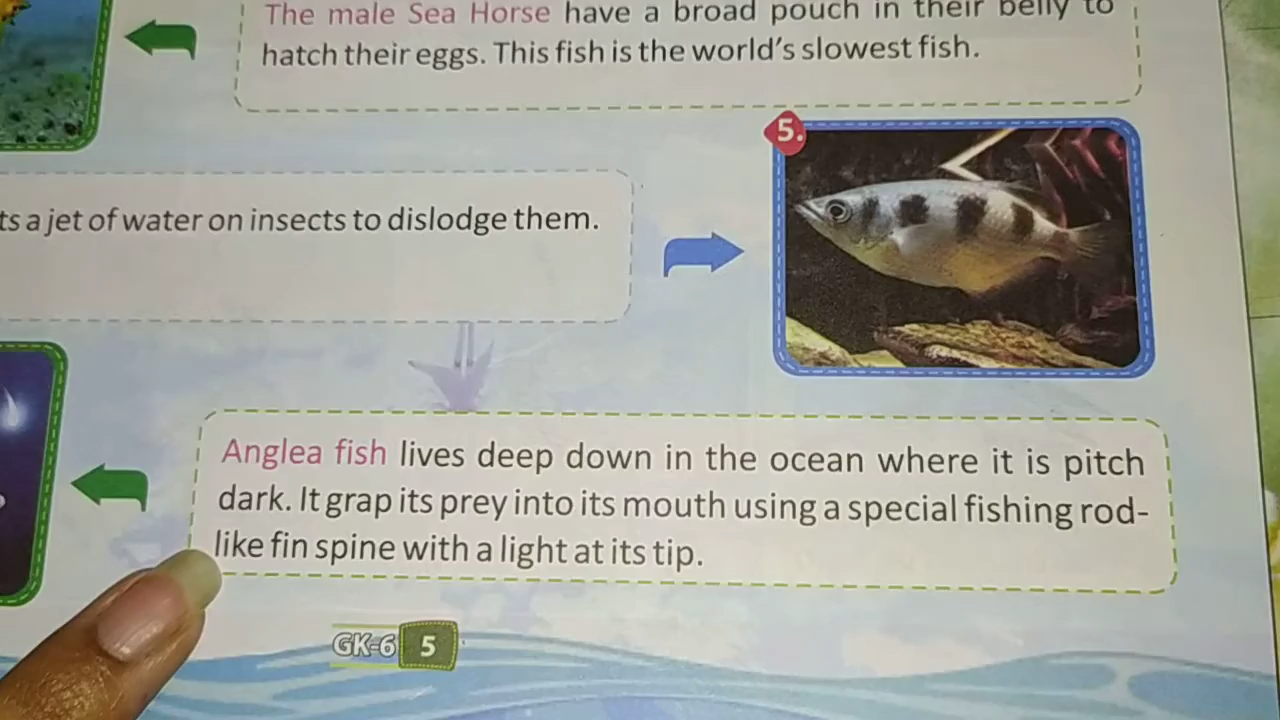 The male Sea Horse have a broad pouch in their belly to
hatch their eggs. This fish is the world's slowest fish.
5.
a jet of water on insects to dislodge them.
Anglea fish lives deep down in the ocean where it is pitch
dark. It grap its prey into its mouth using a special fishing rod-
like fin spine with a light at its tip.
GK-6 5